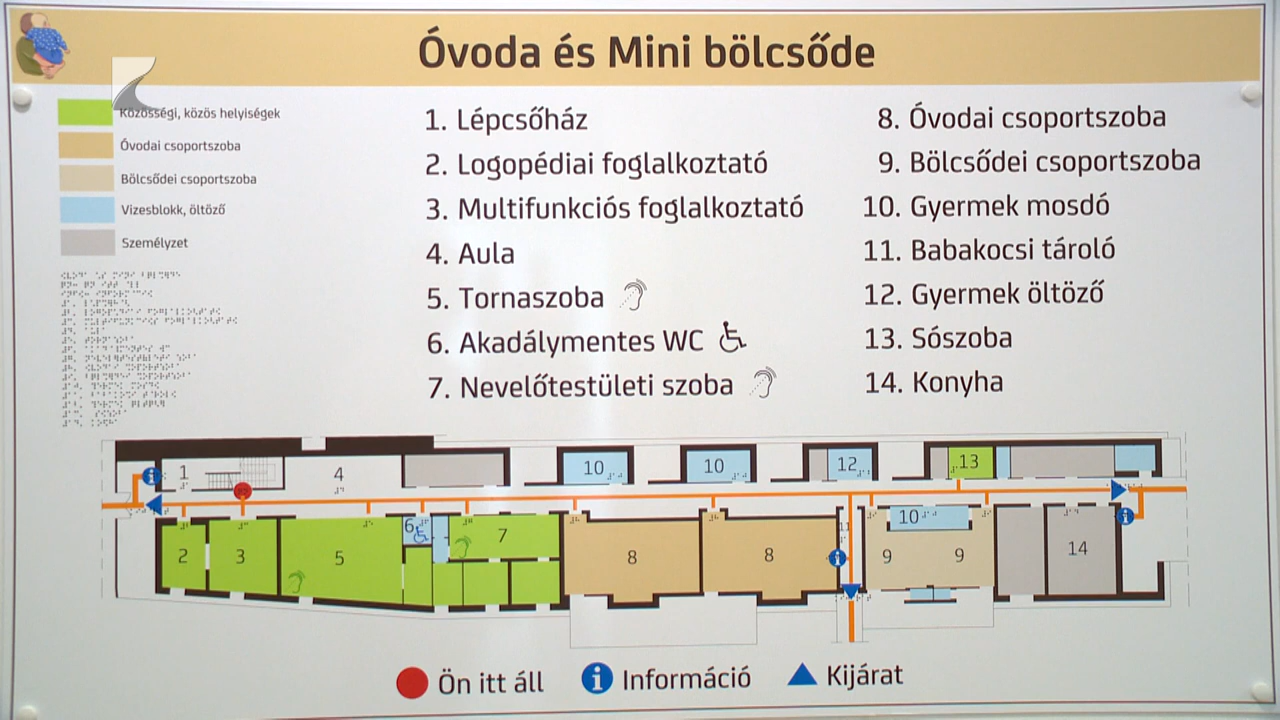 Óvoda és Mini bölcsőde
Közösségi, közös helyiségek
Óvodai csoportszoba
Bölcsődei csoportszoba
Vizesblokk, öltöző
Személyzet
1. Lépcsőház
2. Logopédiai foglalkoztató
3. Multifunkciós foglalkoztató
4. Aula
5. Tornaszoba
6. Akadálymentes WC
7. Nevelőtestületi szoba
8. Óvodai csoportszoba
9. Bölcsődei csoportszoba
10. Gyermek mosdó
11. Babakocsi tároló
12. Gyermek öltöző
13. Sószoba
14. Konyha
1 4 10 10 12 13
2 3 5 6 7 8 8 11 9 10 9 14
Ön itt áll
Információ
Kijárat